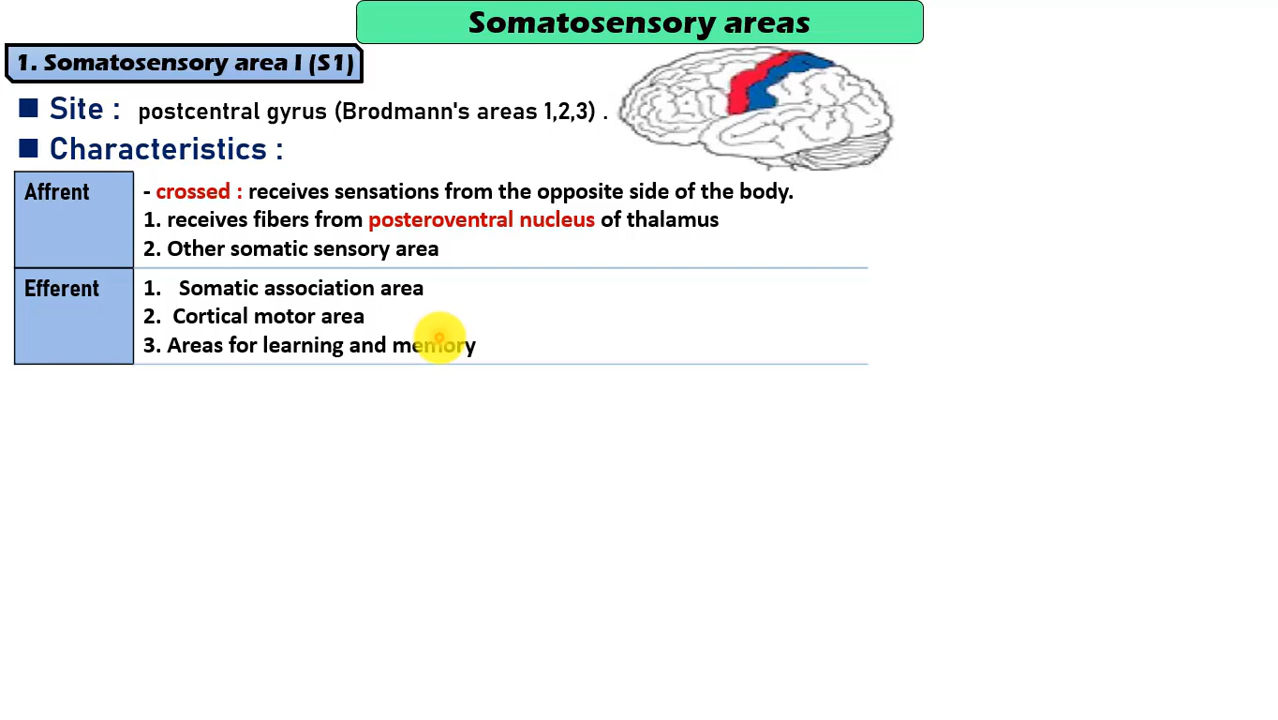 Somatosensory areas
1. Somatosensory area I (S1)
■ Site : postcentral gyrus (Brodmann's areas 1,2,3) .
■ Characteristics :
Affrent
- crossed : receives sensations from the opposite side of the body.
1. receives fibers from posteroventral nucleus of thalamus
2. Other somatic sensory area
Efferent
1. Somatic association area
2. Cortical motor area
3. Areas for learning and memory